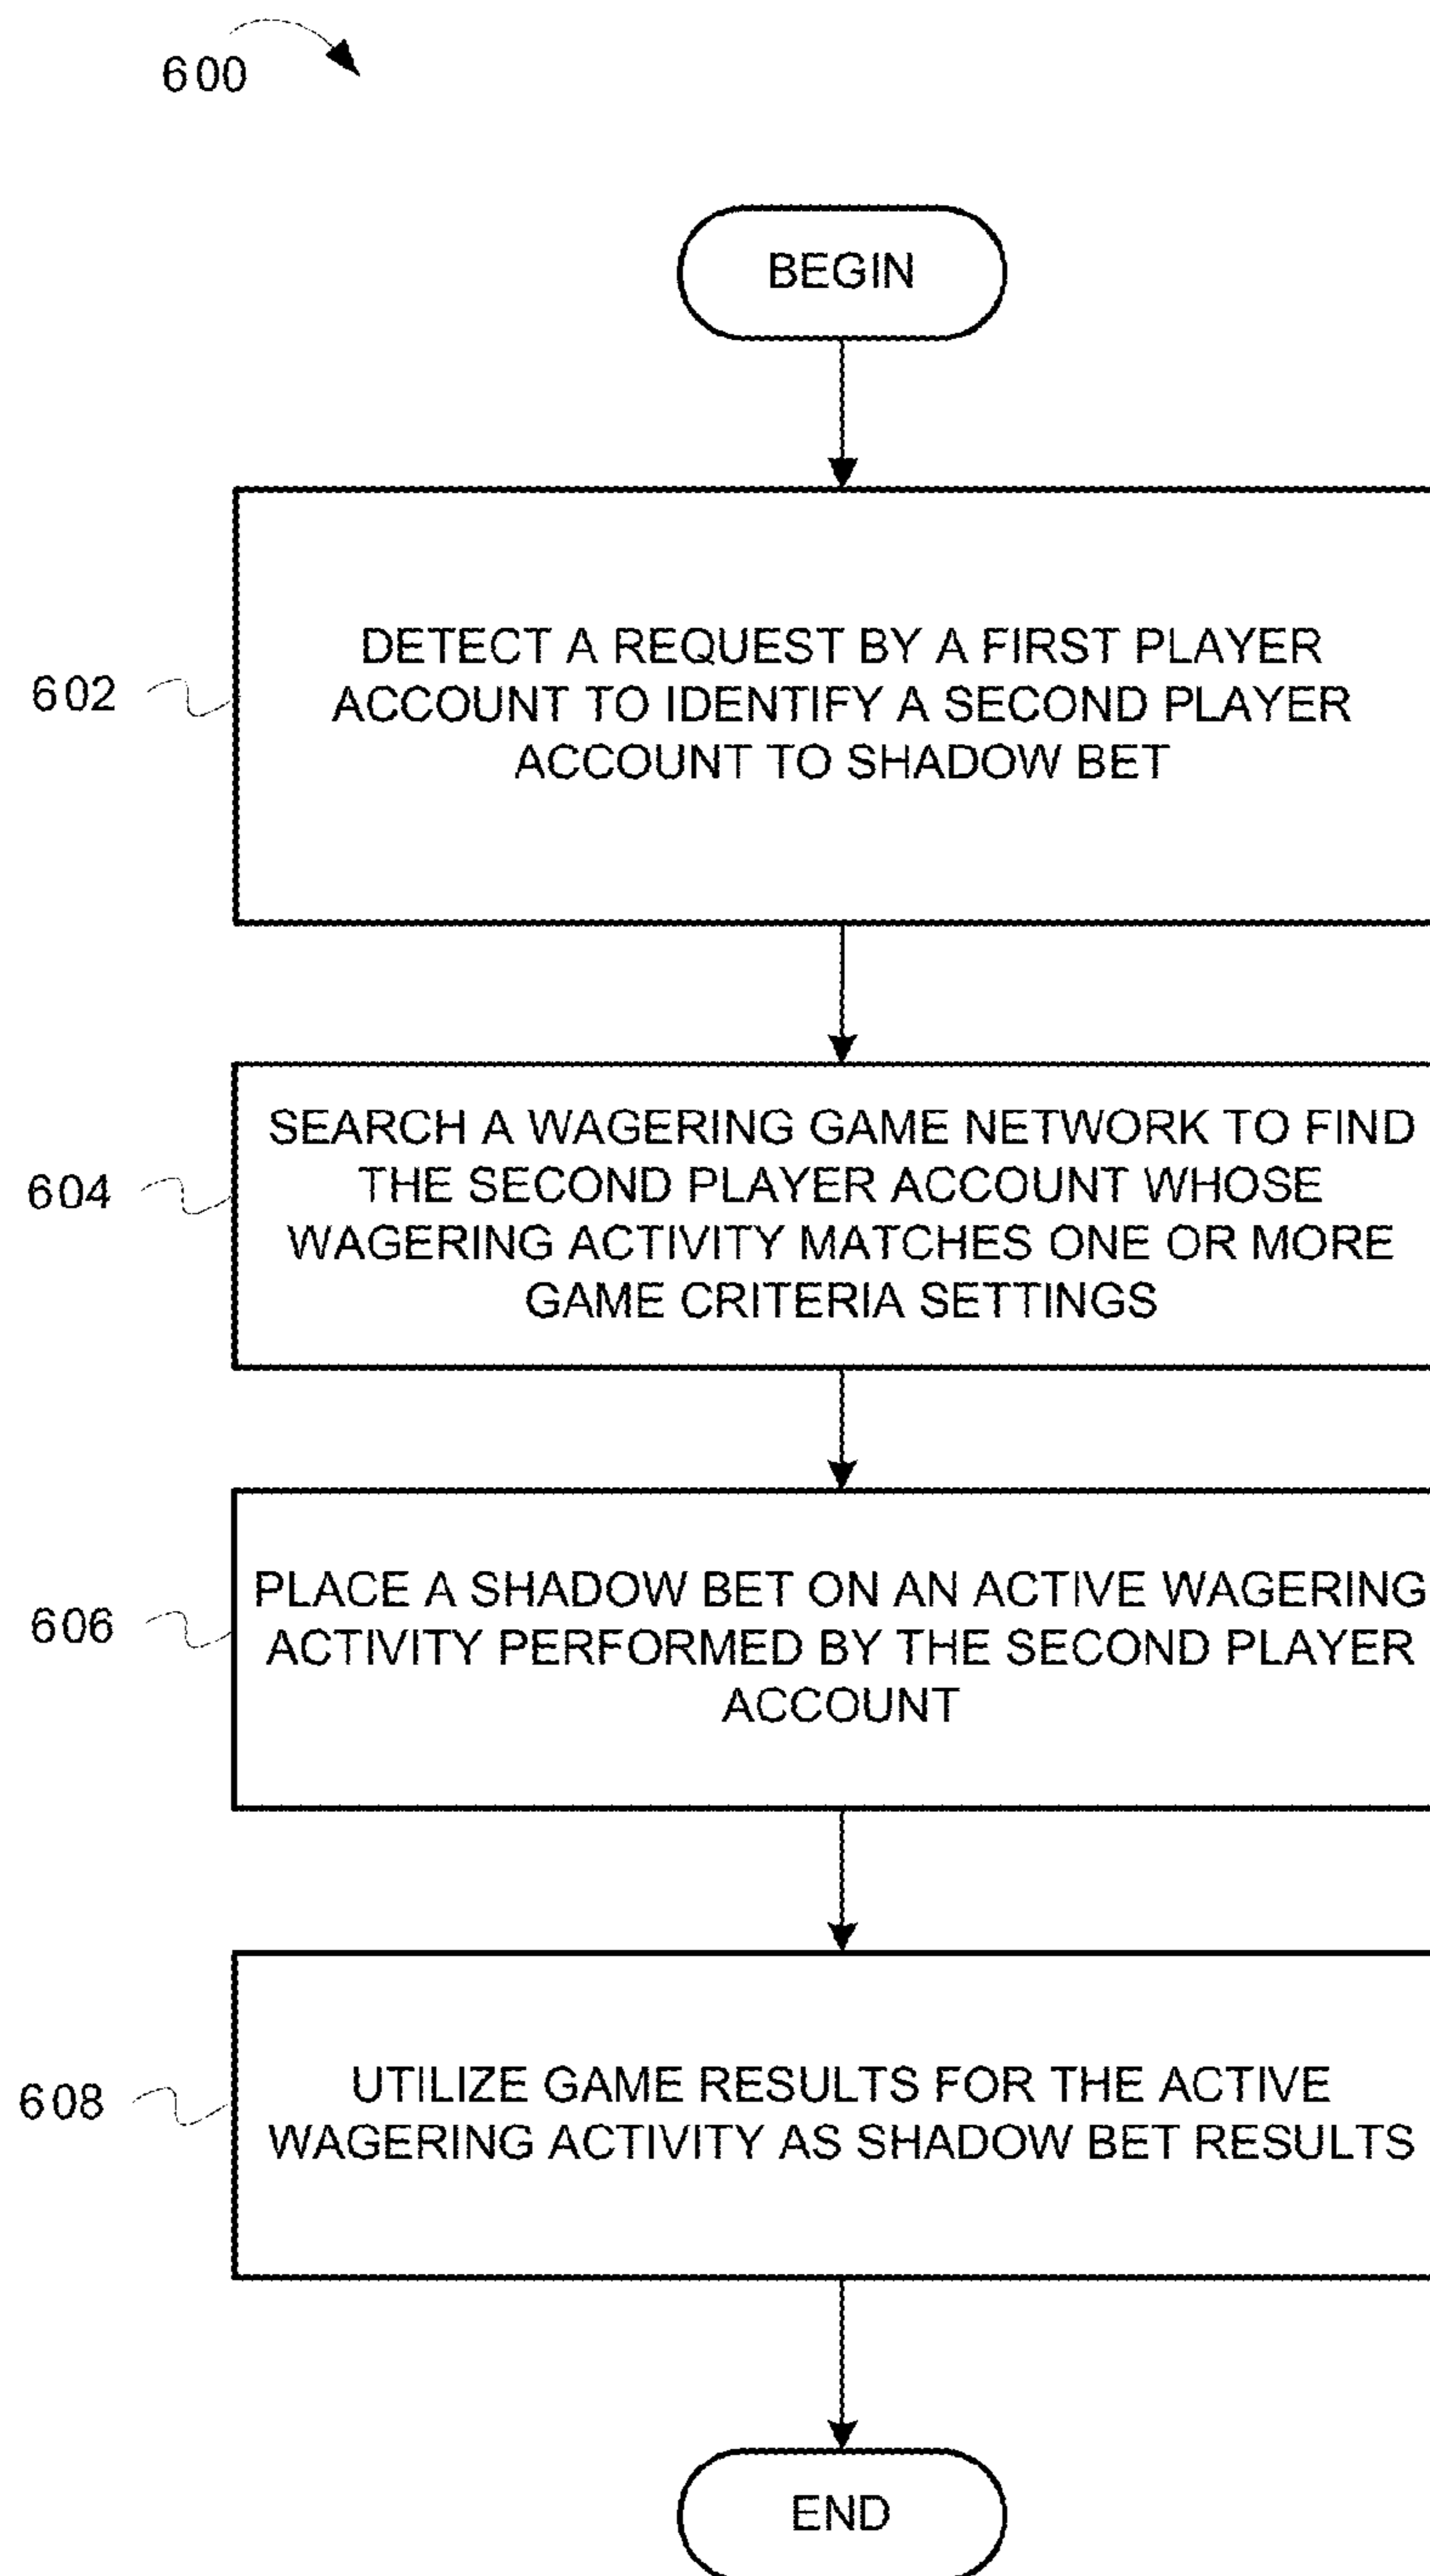 600
BEGIN
602
DETECT A REQUEST BY A FIRST PLAYER
ACCOUNT TO IDENTIFY A SECOND PLAYER
ACCOUNT TO SHADOW BET
604
SEARCH A WAGERING GAME NETWORK TO FIND
THE SECOND PLAYER ACCOUNT WHOSE
WAGERING ACTIVITY MATCHES ONE OR MORE
GAME CRITERIA SETTINGS
606
PLACE A SHADOW BET ON AN ACTIVE WAGERING
ACTIVITY PERFORMED BY THE SECOND PLAYER
ACCOUNT
608
UTILIZE GAME RESULTS FOR THE ACTIVE
WAGERING ACTIVITY AS SHADOW BET RESULTS
END